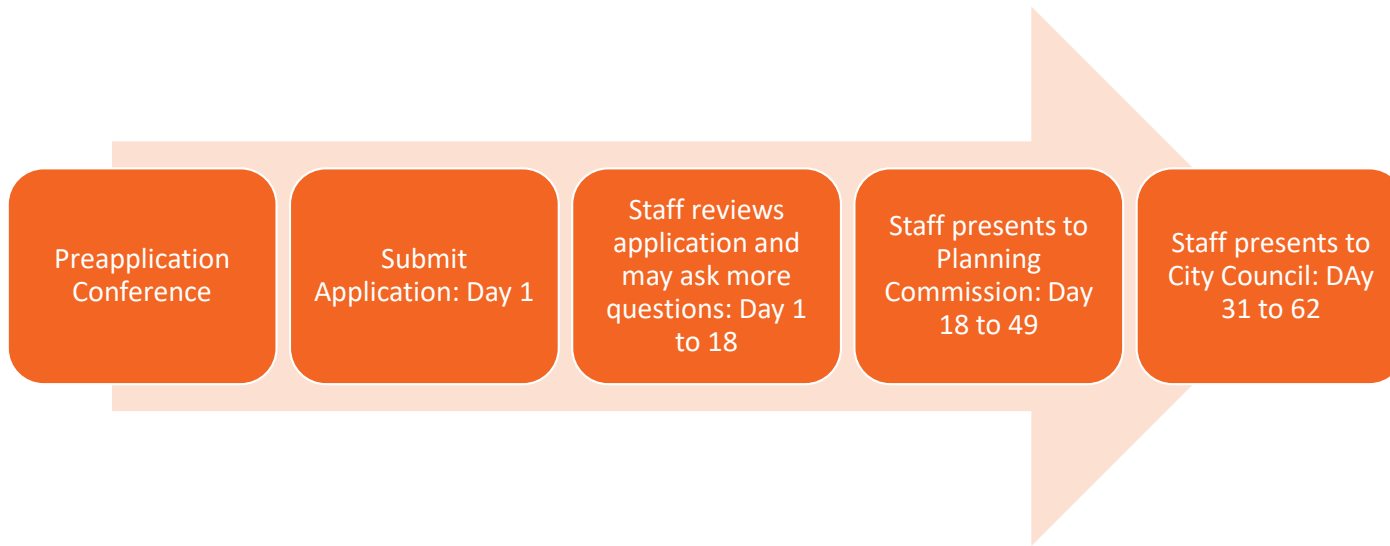 Preapplication
Conference
Submit
Application: Day 1
Staff reviews
application and
may ask more
questions: Day 1
to 18
Staff presents to
Planning
Commission: Day
18 to 49
Staff presents to
City Council: DAy
31 to 62